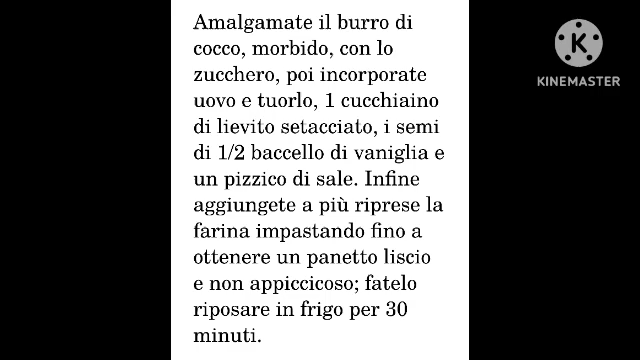 Amalgamate il burro di
cocco, morbido, con lo
zucchero, poi incorporate
uovo e tuorlo, 1 cucchiaino
di lievito setacciato, i semi
di 1/2 baccello di vaniglia e
un pizzico di sale. Infine
aggiungete a più riprese la
farina impastando fino a
ottenere un panetto liscio
e non appiccicoso; fatelo
riposare in frigo per 30
minuti.
K
KINEMASTER